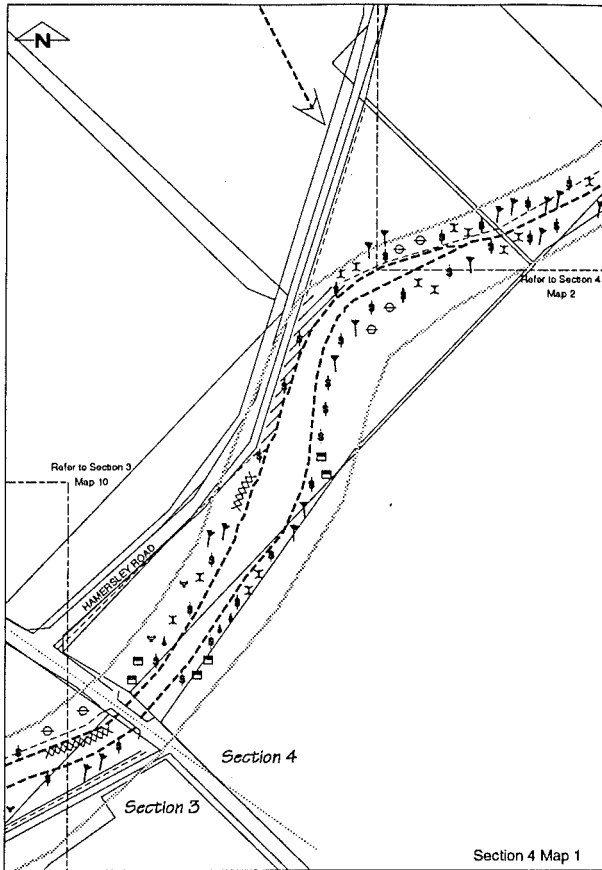 N
Refer to Section 4
Map 2
Refer to Section 3
Map 10
HAMERSLEY ROAD
Section 4
Section 3
Section 4 Map 1